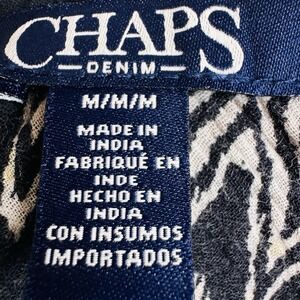 CHAPS
DENIM
M/M/M
MADE IN
INDIA
FABRIQUÉ EN
INDE
HECHO EN
INDIA
CON INSUMOS
IMPORTADOS